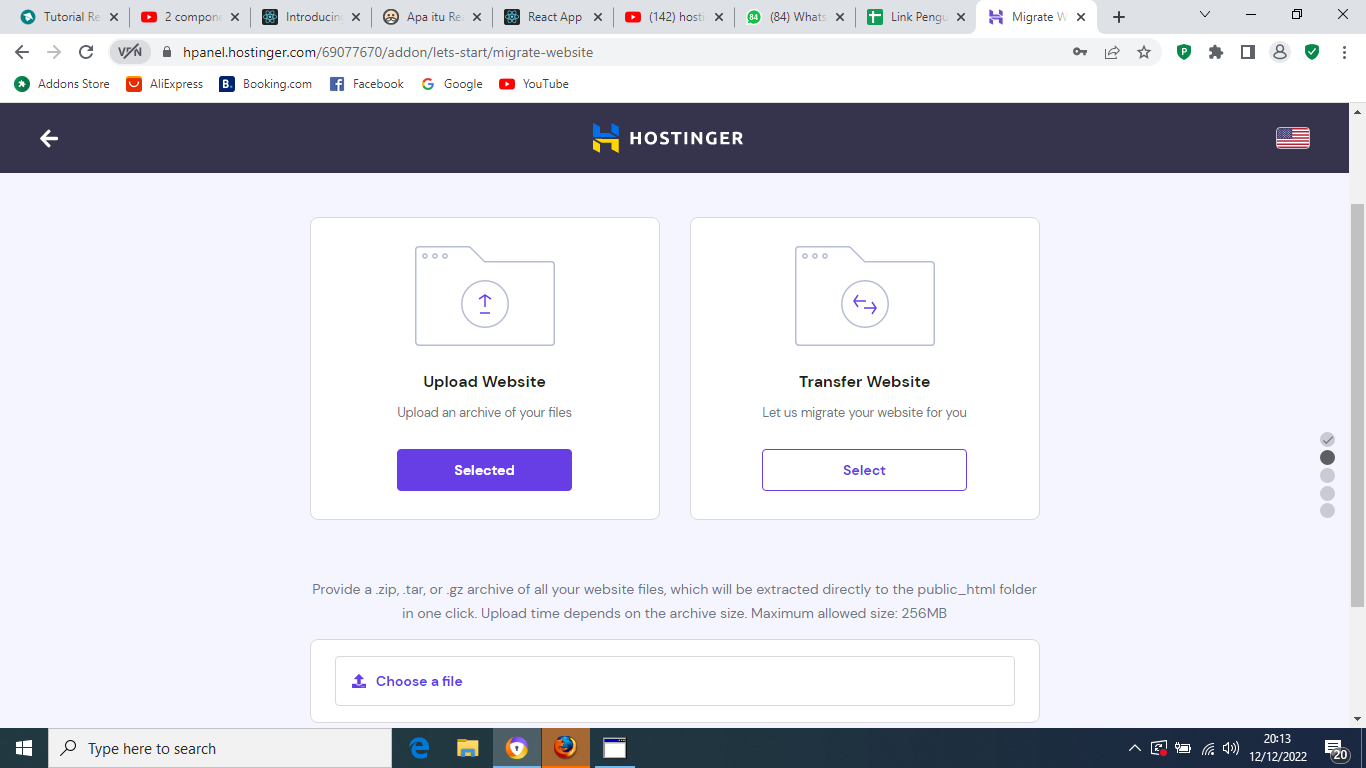 Tutorial Re
2 compone
Introducin
Apa itu Rea
React App
(142) hosti
(84) Whats
Link Pengu
Migrate W
VPN
hpanel.hostinger.com/69077670/addon/lets-start/migrate-website
Addons Store
AliExpress
B.
Booking.com
Facebook
Google
YouTube
HOSTINGER
Upload Website
Upload an archive of your files
Selected
Transfer Website
Let us migrate your website for you
Select
Provide a .zip, .tar, or .gz archive of all your website files, which will be extracted directly to the public_html folder
in one click. Upload time depends on the archive size. Maximum allowed size: 256MB
Choose a file
Type here to search
20:13
12/12/2022
20